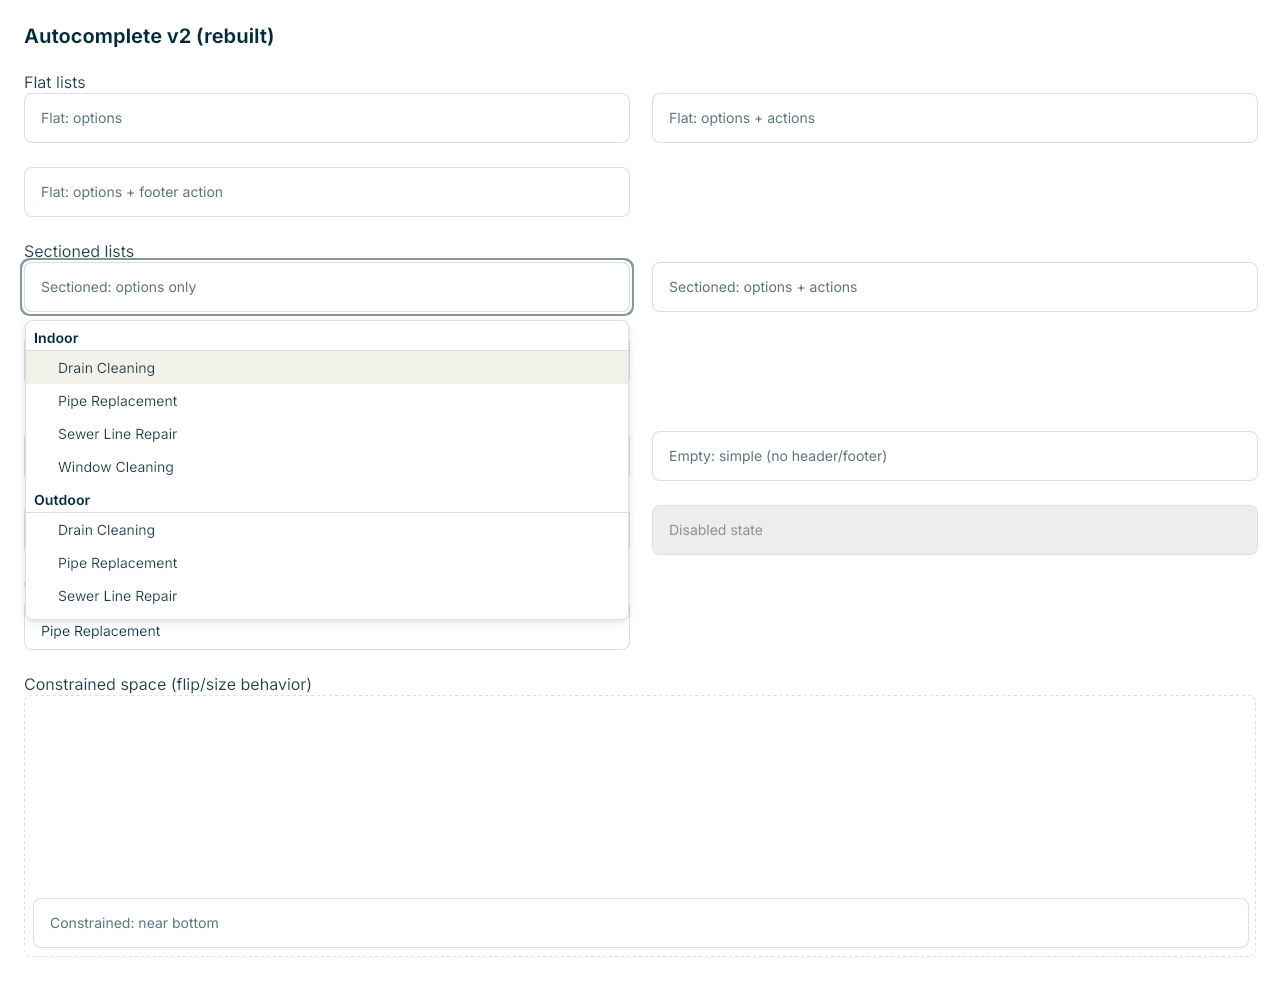 Autocomplete v2 (rebuilt)
Flat lists
Flat: options
Flat: options + actions
Flat: options + footer action
Sectioned lists
Sectioned: options only
Sectioned: options + actions
Indoor
Drain Cleaning
Pipe Replacement
Sewer Line Repair
Window Cleaning
Outdoor
Drain Cleaning
Pipe Replacement
Sewer Line Repair
Empty: simple (no header/footer)
Disabled state
Pipe Replacement
Constrained space (flip/size behavior)
Constrained: near bottom